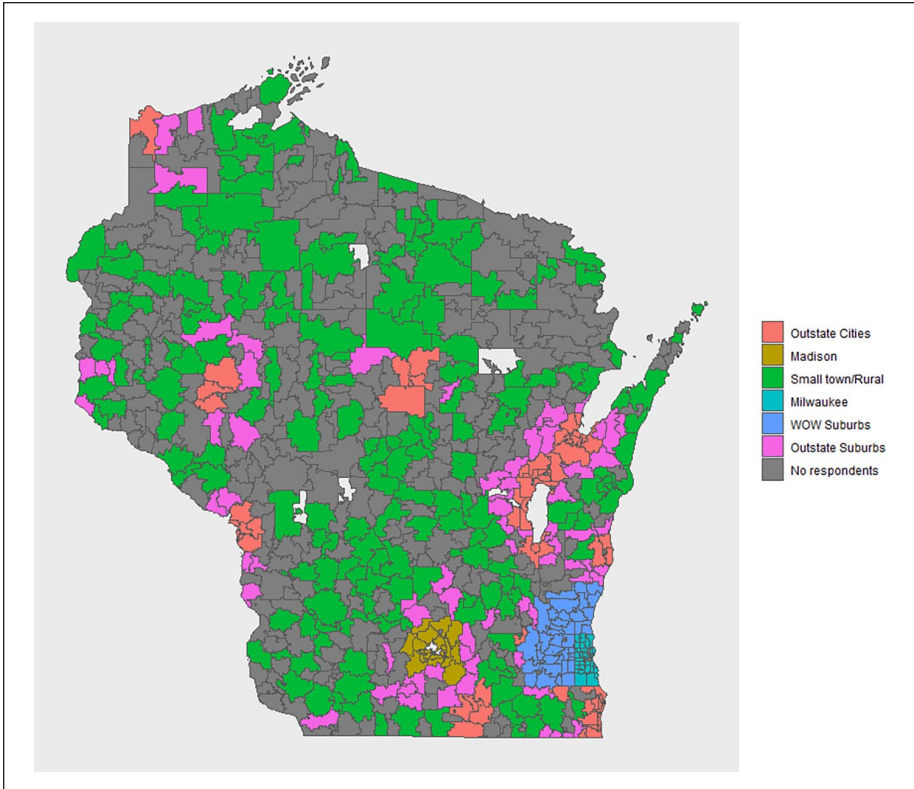 Outstate Cities
Madison
Small town/Rural
Milwaukee
WOW Suburbs
Outstate Suburbs
No respondents